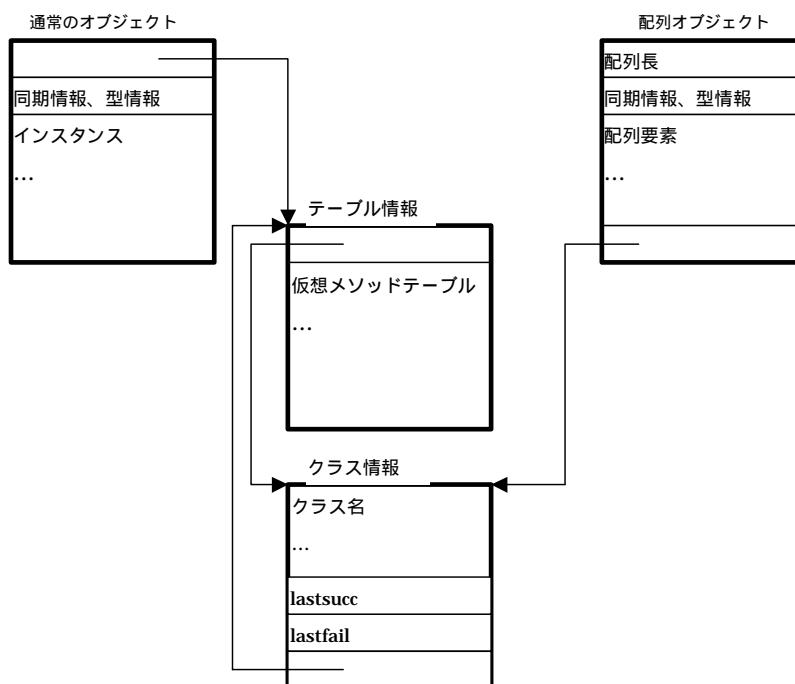 通常のオブジェクト
同期情報、型情報
インスタンス
…
配列オブジェクト
配列長
同期情報、型情報
配列要素
…
テーブル情報
仮想メソッドテーブル
…
クラス情報
クラス名
…
lastsucc
lastfail